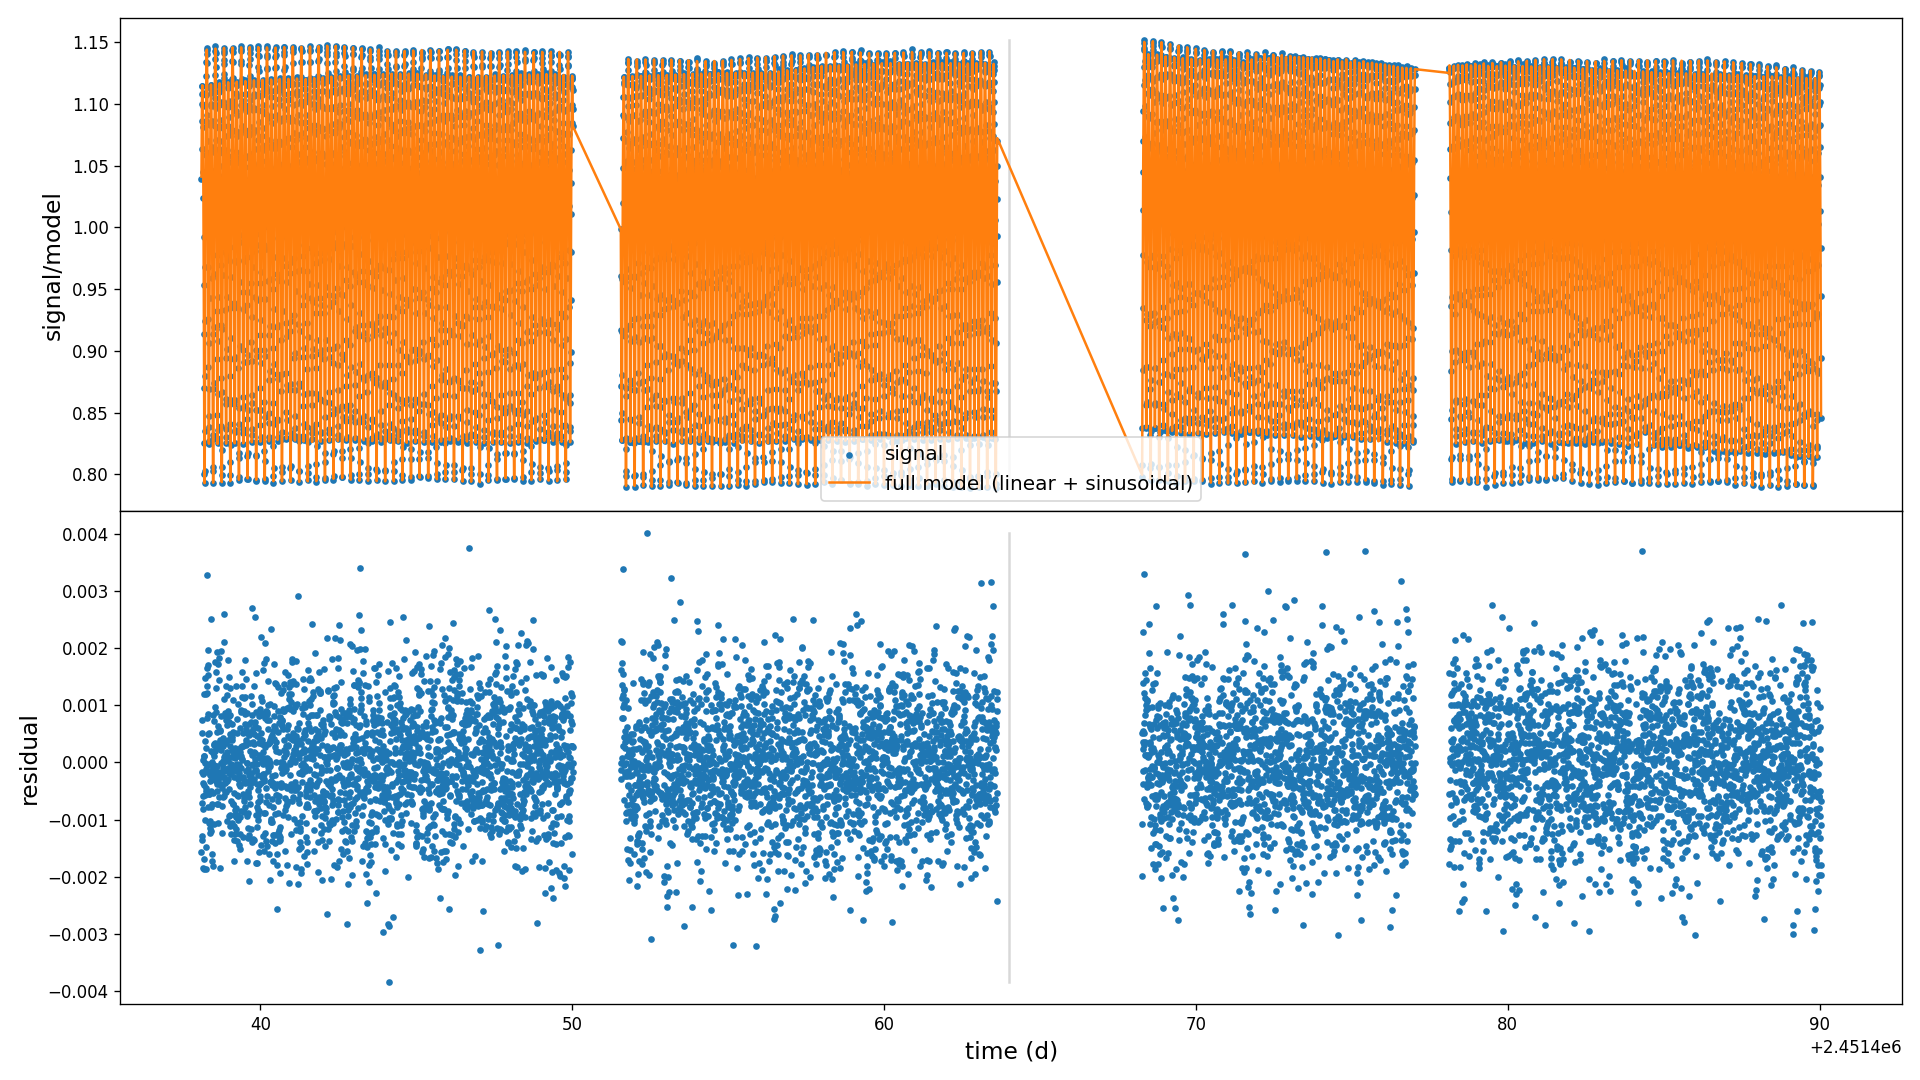 signal/model
1.15
1.10
1.05
1.00
0.95
0.90
0.85
0.80
signal
full model (linear + sinusoidal)
residual
0.004
0.003
0.002
0.001
0.000
−0.001
−0.002
−0.003
−0.004
40 50 60 70 80 90
time (d)
+2.4514e6